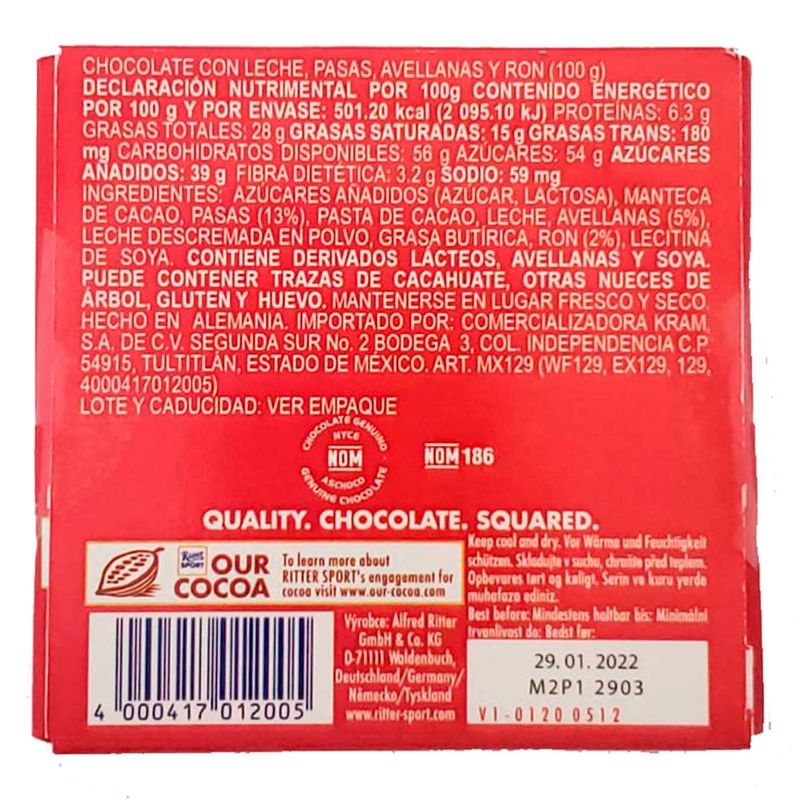 CHOCOLATE CON LECHE, PASAS, AVELLANAS Y RON (100 g)
DECLARACIÓN NUTRIMENTAL POR 100g CONTENIDO ENERGÉTICO
POR 100 g Y POR ENVASE: 501.20 kcal (2 095.10 kJ) PROTEÍNAS: 6.3 g
GRASAS TOTALES: 28 g GRASAS SATURADAS: 15 g GRASAS TRANS: 180
mg CARBOHIDRATOS DISPONIBLES: 56 g AZÚCARES: 54 g AZÚCARES
AÑADIDOS: 39 g FIBRA DIETÉTICA: 3.2 g SODIO: 59 mg
INGREDIENTES: AZÚCARES AÑADIDOS (AZÚCAR, LACTOSA), MANTECA
DE CACAO, PASAS (13%), PASTA DE CACAO, LECHE, AVELLANAS (5%),
LECHE DESCREMADA EN POLVO, GRASA BUTÍRICA, RON (2%), LECITINA
DE SOYA. CONTIENE DERIVADOS LÁCTEOS, AVELLANAS Y SOYA.
PUEDE CONTENER TRAZAS DE CACAHUATE, OTRAS NUECES DE
ÁRBOL, GLUTEN Y HUEVO. MANTENERSE EN LUGAR FRESCO Y SECO.
HECHO EN ALEMANIA. IMPORTADO POR: COMERCIALIZADORA KRAM,
S.A. DE C.V. SEGUNDA SUR No. 2 BODEGA 3, COL. INDEPENDENCIA C.P.
54915, TULTITLÁN, ESTADO DE MÉXICO. ART. MX129 (WF129, EX129, 129,
4000417012005)
LOTE Y CADUCIDAD: VER EMPAQUE
CHOCOLATE GENUINO
NYCE
NOM
ASCHOCO
GENUINE CHOCOLATE
NOM 186
QUALITY. CHOCOLATE. SQUARED.
Ritter SPORT
OUR COCOA
To learn more about
RITTER SPORT's engagement for
cocoa visit www.our-cocoa.com
Keep cool and dry. Vor Wärme und Feuchtigkeit
schützen. Skladujte v suchu, chraňte před teplem.
Opbevares tørt og køligt. Serin ve kuru yerde
muhafaza ediniz.
Best before: Mindestens haltbar bis: Minimální
trvanlivost do: Bedst før:
Výrobce: Alfred Ritter
GmbH & Co. KG
D-71111 Waldenbuch,
Deutschland/Germany/
Německo/Tyskland
www.ritter-sport.com
29.01.2022
M2P1 2903
V1-0120 0512
4 000417 012005